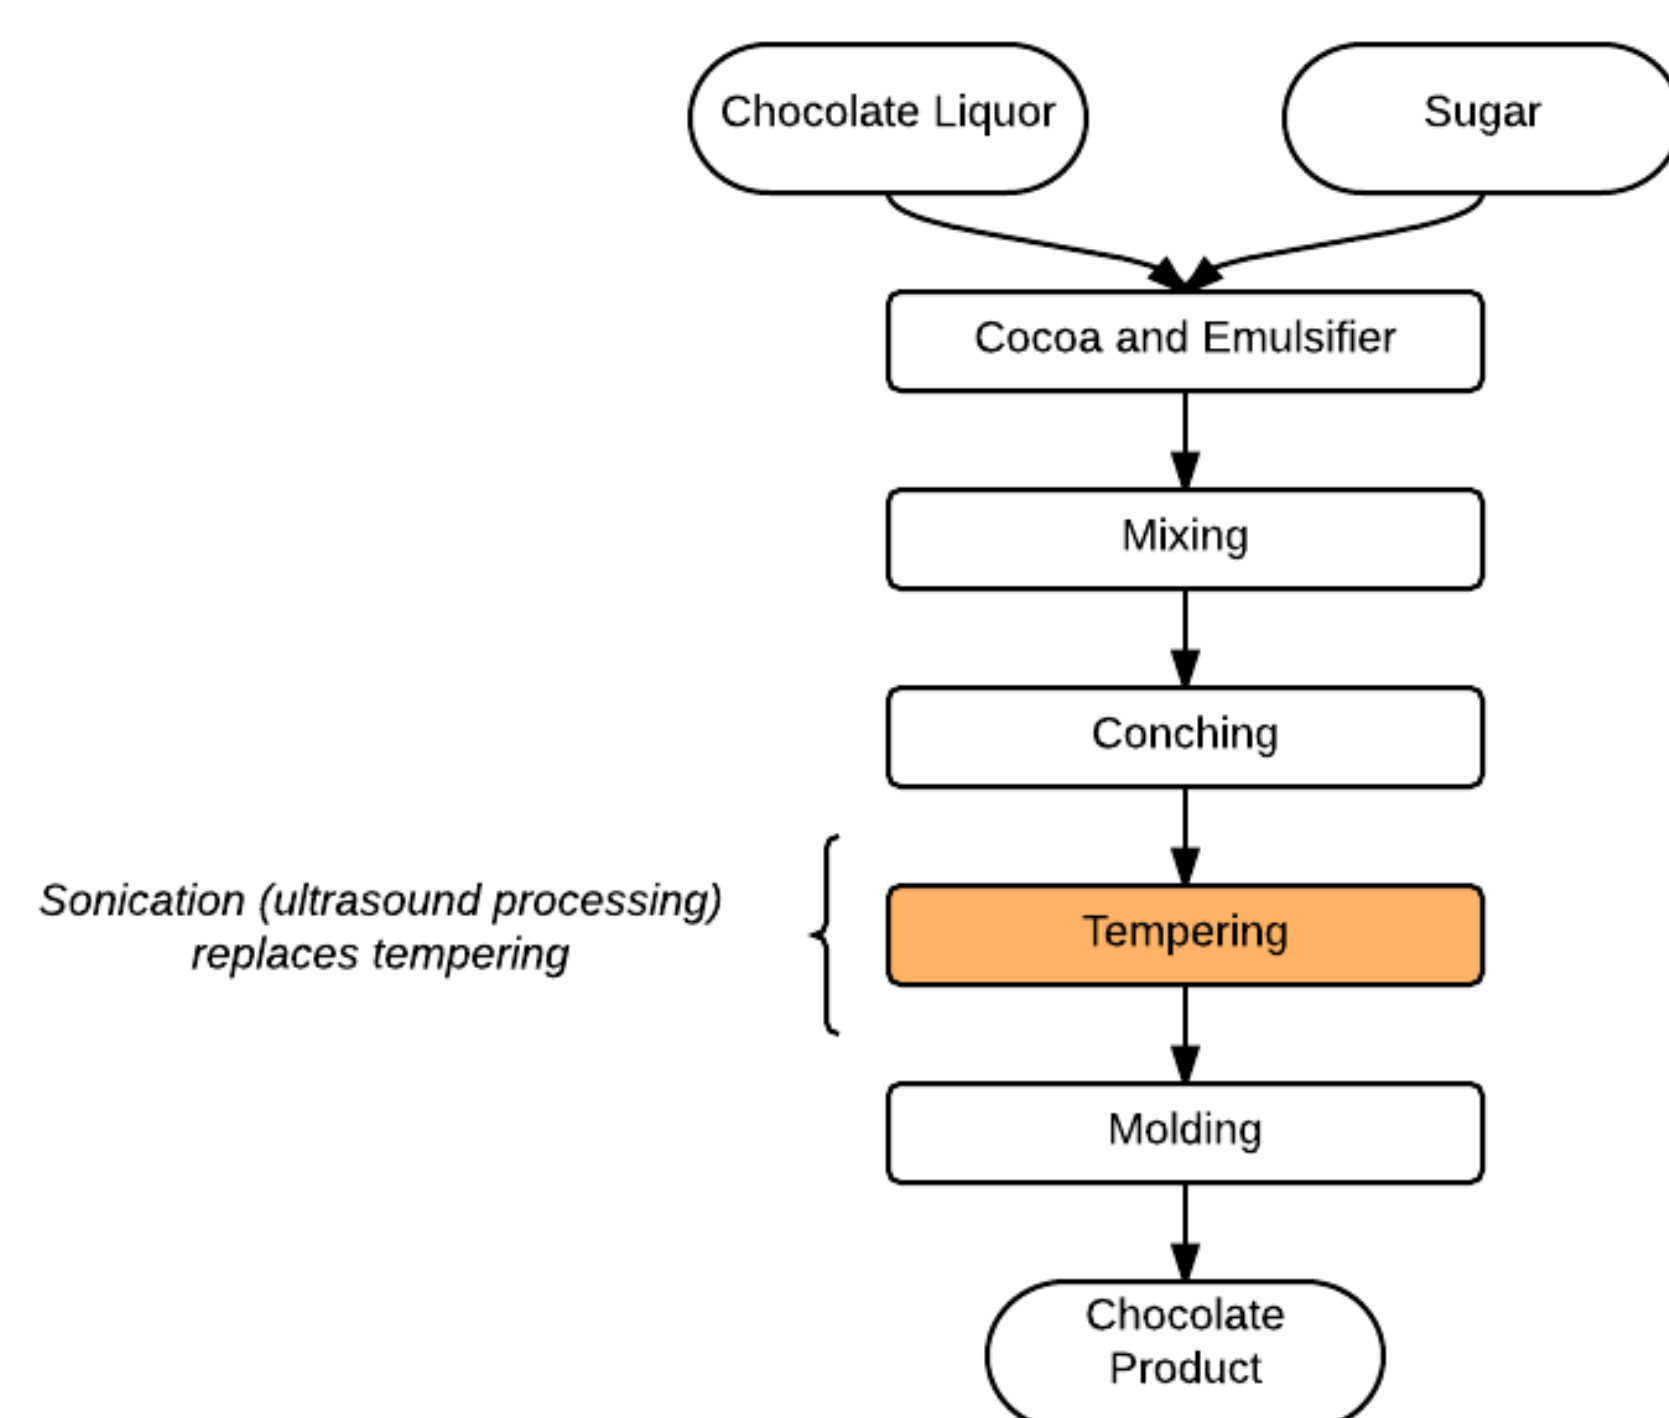 Chocolate Liquor
Sugar
Cocoa and Emulsifier
Mixing
Conching
Sonication (ultrasound processing)
replaces tempering
Tempering
Molding
Chocolate
Product